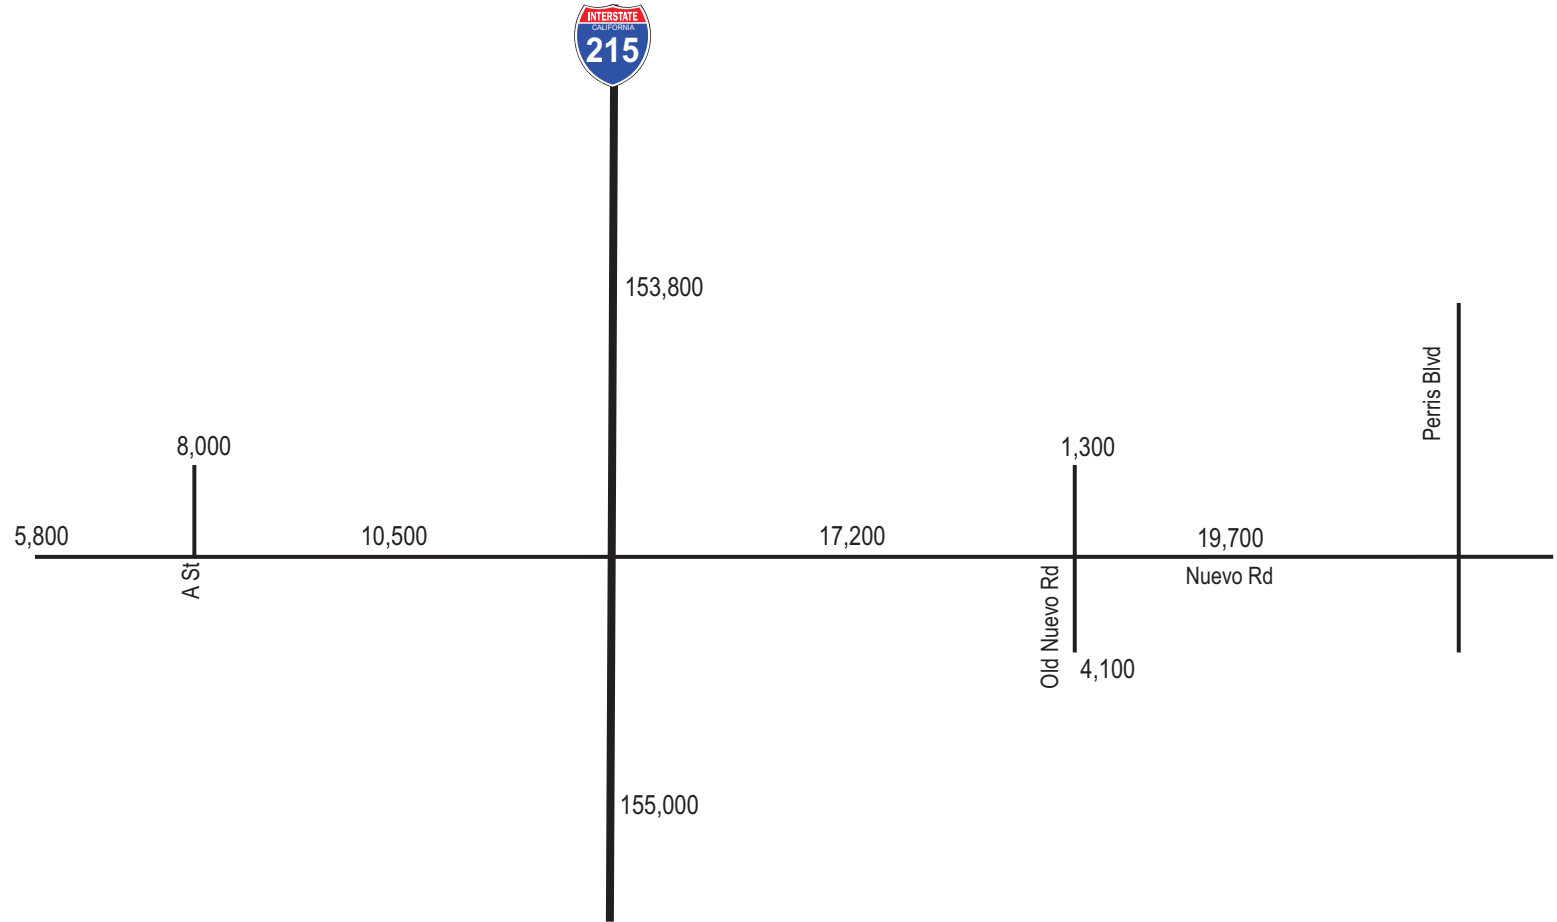 INTERSTATE
CALIFORNIA
215
153,800
Perris Blvd
8,000
1,300
5,800
10,500
17,200
19,700
A St
Old Nuevo Rd
Nuevo Rd
4,100
155,000